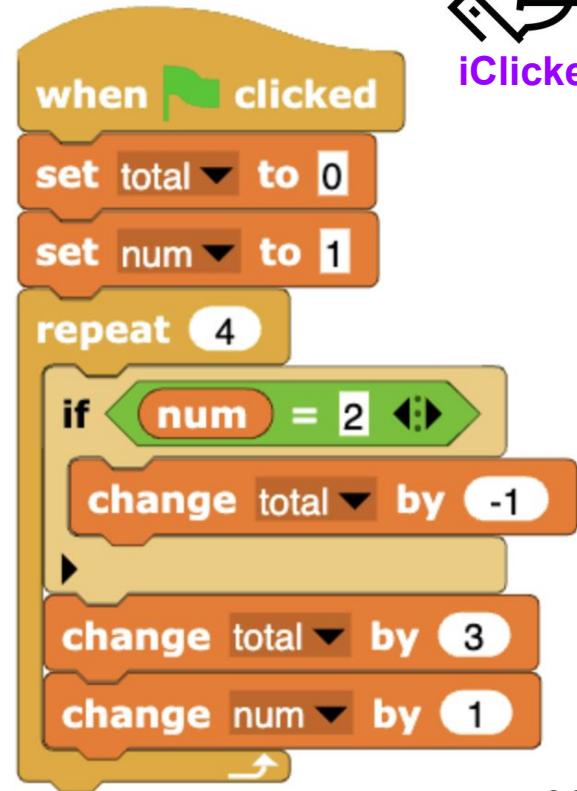 iClicke
when clicked
set total to 0
set num to 1
repeat 4
if num = 2
change total by -1
change total by 3
change num by 1